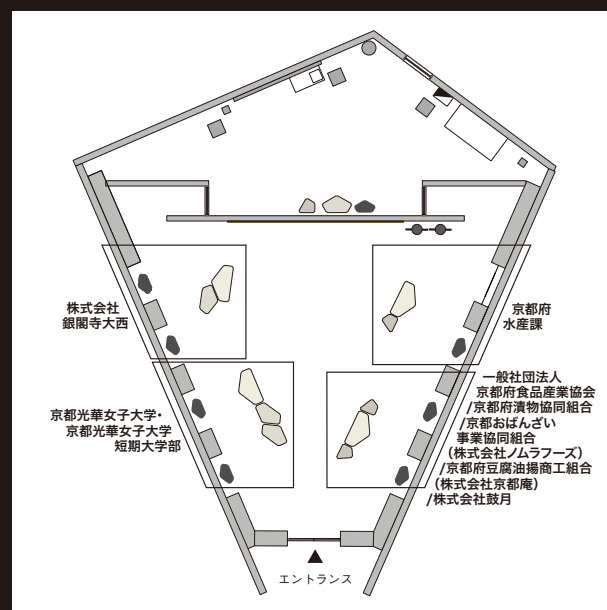 株式会社
銀閣寺大西
京都府
水産課
京都光華女子大学・
京都光華女子大学
短期大学部
一般社団法人
京都府食品産業協会
/京都府漬物協同組合
/京都おばんざい
事業協同組合
(株式会社ノムラフーズ)
/京都府豆腐油揚商工組合
(株式会社京都庵)
/株式会社鼓月
エントランス